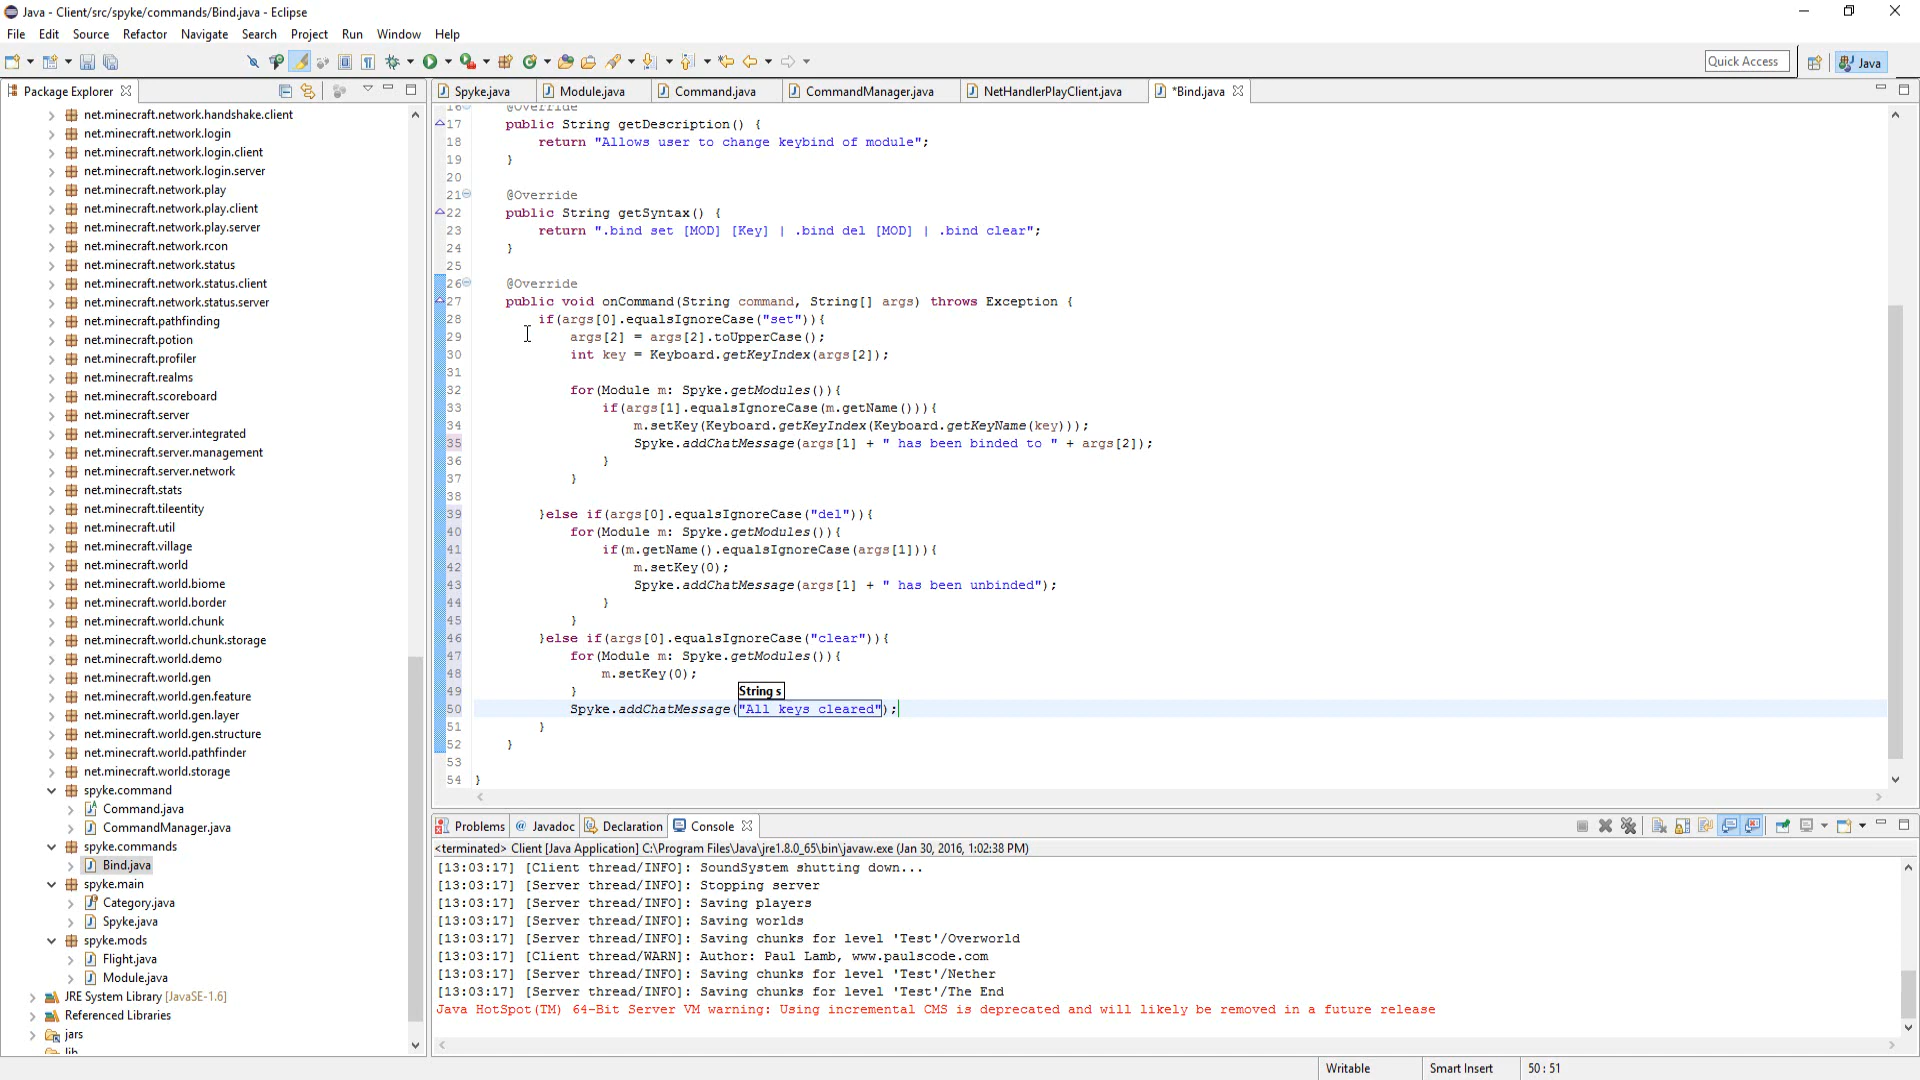 Java - Client/src/spyke/commands/Bind.java - Eclipse
File Edit Source Refactor Navigate Search Project Run Window Help
Quick Access
Java
Package Explorer
Spyke.java Module.java Command.java CommandManager.java NetHandlerPlayClient.java *Bind.java
net.minecraft.network.handshake.client
net.minecraft.network.login
net.minecraft.network.login.client
net.minecraft.network.login.server
net.minecraft.network.play
net.minecraft.network.play.client
net.minecraft.network.play.server
net.minecraft.network.rcon
net.minecraft.network.status
net.minecraft.network.status.client
net.minecraft.network.status.server
net.minecraft.pathfinding
net.minecraft.potion
net.minecraft.profiler
net.minecraft.realms
net.minecraft.scoreboard
net.minecraft.server
net.minecraft.server.integrated
net.minecraft.server.management
net.minecraft.server.network
net.minecraft.stats
net.minecraft.tileentity
net.minecraft.util
net.minecraft.village
net.minecraft.world
net.minecraft.world.biome
net.minecraft.world.border
net.minecraft.world.chunk
net.minecraft.world.chunk.storage
net.minecraft.world.demo
net.minecraft.world.gen
net.minecraft.world.gen.feature
net.minecraft.world.gen.layer
net.minecraft.world.gen.structure
net.minecraft.world.pathfinder
net.minecraft.world.storage
spyke.command
Command.java
CommandManager.java
spyke.commands
Bind.java
spyke.main
Category.java
Spyke.java
spyke.mods
Flight.java
Module.java
JRE System Library [JavaSE-1.6]
Referenced Libraries
jars
lib
16 @Override
17 public String getDescription() {
18 return "Allows user to change keybind of module";
19 }
20
21 @Override
22 public String getSyntax() {
23 return ".bind set [MOD] [Key] | .bind del [MOD] | .bind clear";
24 }
25
26 @Override
27 public void onCommand(String command, String[] args) throws Exception {
28 if(args[0].equalsIgnoreCase("set")){
29 args[2] = args[2].toUpperCase();
30 int key = Keyboard.getKeyIndex(args[2]);
31
32 for(Module m: Spyke.getModules()){
33 if(args[1].equalsIgnoreCase(m.getName())){
34 m.setKey(Keyboard.getKeyIndex(Keyboard.getKeyName(key)));
35 Spyke.addChatMessage(args[1] + " has been binded to " + args[2]);
36 }
37 }
38
39 }else if(args[0].equalsIgnoreCase("del")){
40 for(Module m: Spyke.getModules()){
41 if(m.getName().equalsIgnoreCase(args[1])){
42 m.setKey(0);
43 Spyke.addChatMessage(args[1] + " has been unbinded");
44 }
45 }
46 }else if(args[0].equalsIgnoreCase("clear")){
47 for(Module m: Spyke.getModules()){
48 m.setKey(0);
49 }
String s
50 Spyke.addChatMessage("All keys cleared");
51 }
52 }
53
54 }
Problems Javadoc Declaration Console
<terminated> Client [Java Application] C:\Program Files\Java\jre1.8.0_65\bin\javaw.exe (Jan 30, 2016, 1:02:38 PM)
[13:03:17] [Client thread/INFO]: SoundSystem shutting down...
[13:03:17] [Server thread/INFO]: Stopping server
[13:03:17] [Server thread/INFO]: Saving players
[13:03:17] [Server thread/INFO]: Saving worlds
[13:03:17] [Server thread/INFO]: Saving chunks for level 'Test'/Overworld
[13:03:17] [Client thread/WARN]: Author: Paul Lamb, www.paulscode.com
[13:03:17] [Server thread/INFO]: Saving chunks for level 'Test'/Nether
[13:03:17] [Server thread/INFO]: Saving chunks for level 'Test'/The End
Java HotSpot(TM) 64-Bit Server VM warning: Using incremental CMS is deprecated and will likely be removed in a future release
Writable Smart Insert 50 : 51